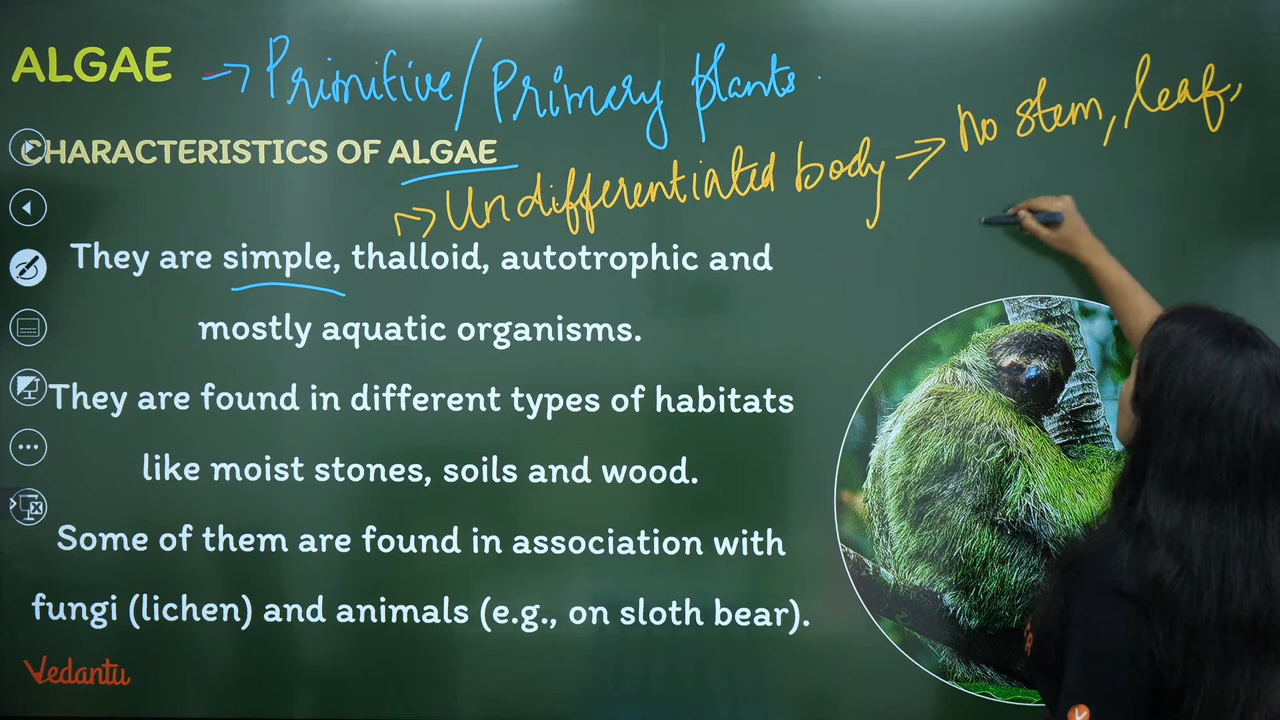 ALGAE → Primitive/Primary plants.
CHARACTERISTICS OF ALGAE
↳ Undifferentiated body → No stem, leaf,
They are simple, thalloid, autotrophic and
mostly aquatic organisms.
They are found in different types of habitats
like moist stones, soils and wood.
Some of them are found in association with
fungi (lichen) and animals (e.g., on sloth bear).
Vedantu